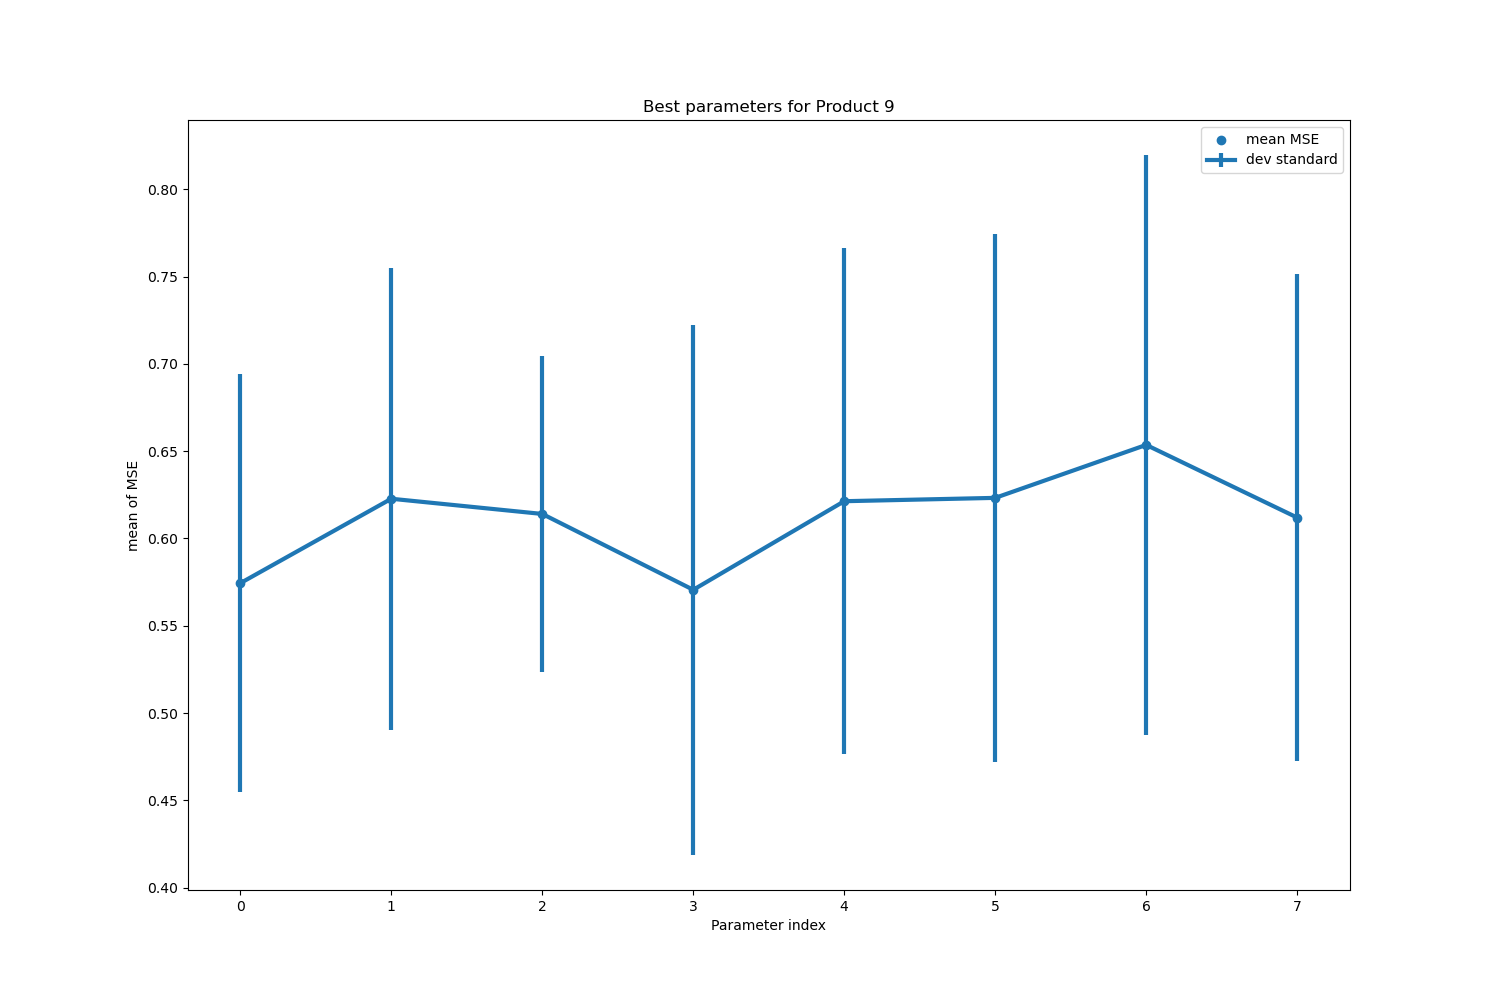 Best parameters for Product 9
mean MSE
dev standard
0.80
0.75
0.70
0.65
0.60
0.55
0.50
0.45
0.40
mean of MSE
0 1 2 3 4 5 6 7
Parameter index